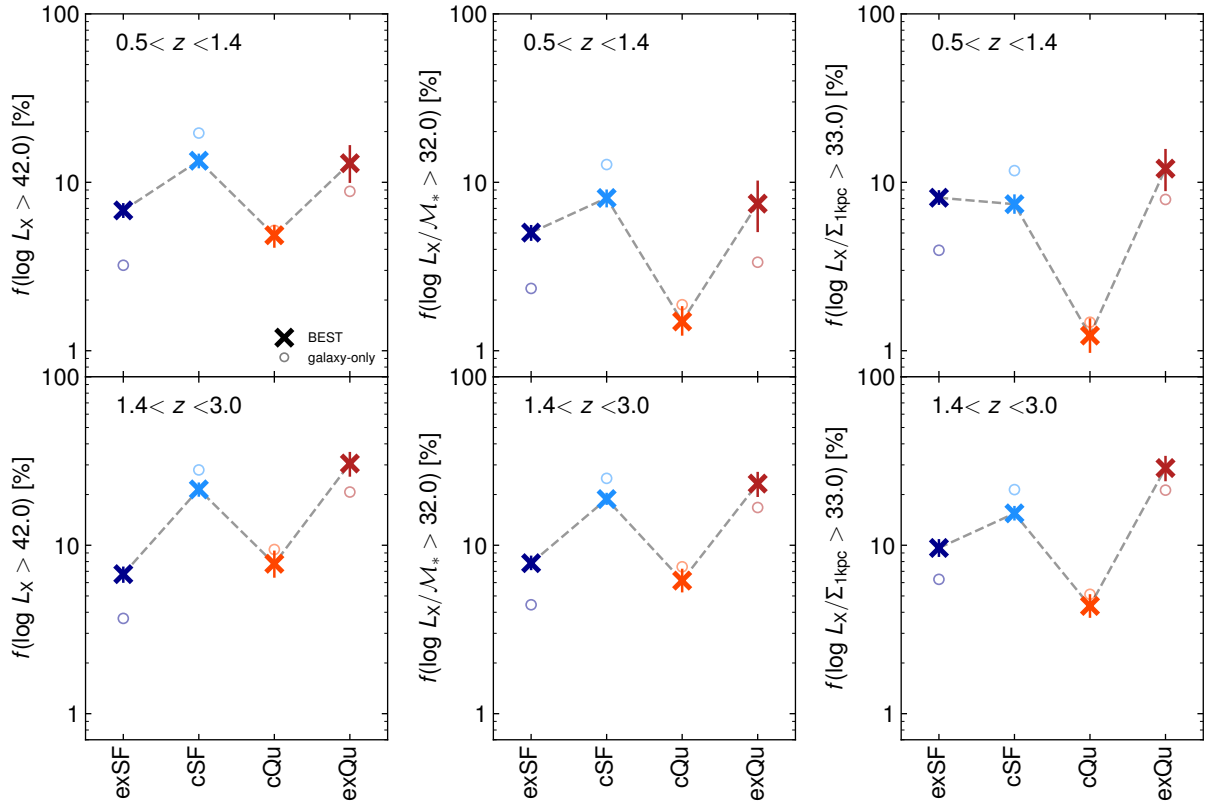 100
10
1
f(log L_X > 42.0) [%]
0.5< z <1.4
BEST
galaxy-only
100
10
1
f(log L_X/M_* > 32.0) [%]
0.5< z <1.4
100
10
1
f(log L_X/Σ_1kpc > 33.0) [%]
0.5< z <1.4
100
10
1
f(log L_X > 42.0) [%]
1.4< z <3.0
exSF
cSF
cQu
exQu
100
10
1
f(log L_X/M_* > 32.0) [%]
1.4< z <3.0
exSF
cSF
cQu
exQu
100
10
1
f(log L_X/Σ_1kpc > 33.0) [%]
1.4< z <3.0
exSF
cSF
cQu
exQu